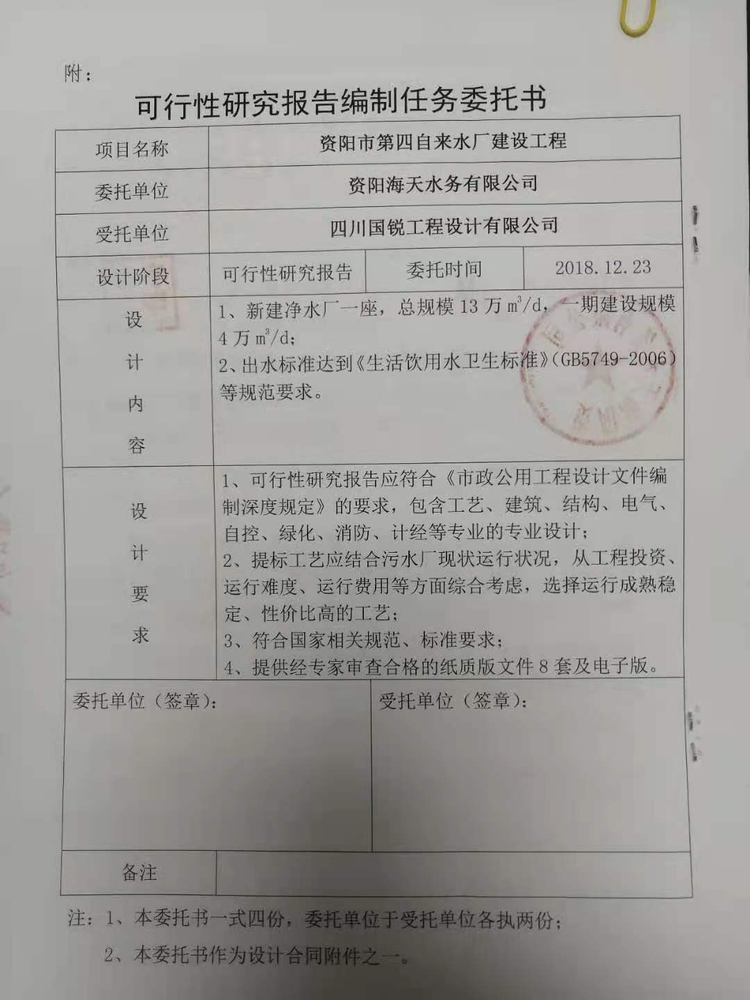 附：
可行性研究报告编制任务委托书
项目名称 资阳市第四自来水厂建设工程
委托单位 资阳海天水务有限公司
受托单位 四川国锐工程设计有限公司
设计阶段 可行性研究报告 委托时间 2018.12.23
设计内容
1、新建净水厂一座，总规模13万m³/d，一期建设规模
4万m³/d；
2、出水标准达到《生活饮用水卫生标准》（GB5749-2006）
等规范要求。
设计要求
1、可行性研究报告应符合《市政公用工程设计文件编
制深度规定》的要求，包含工艺、建筑、结构、电气、
自控、绿化、消防、计经等专业的专业设计；
2、提标工艺应结合污水厂现状运行状况，从工程投资、
运行难度、运行费用等方面综合考虑，选择运行成熟稳
定、性价比高的工艺；
3、符合国家相关规范、标准要求；
4、提供经专家审查合格的纸质版文件8套及电子版。
委托单位（签章）： 受托单位（签章）：
备注
注：1、本委托书一式四份，委托单位于受托单位各执两份；
2、本委托书作为设计合同附件之一。